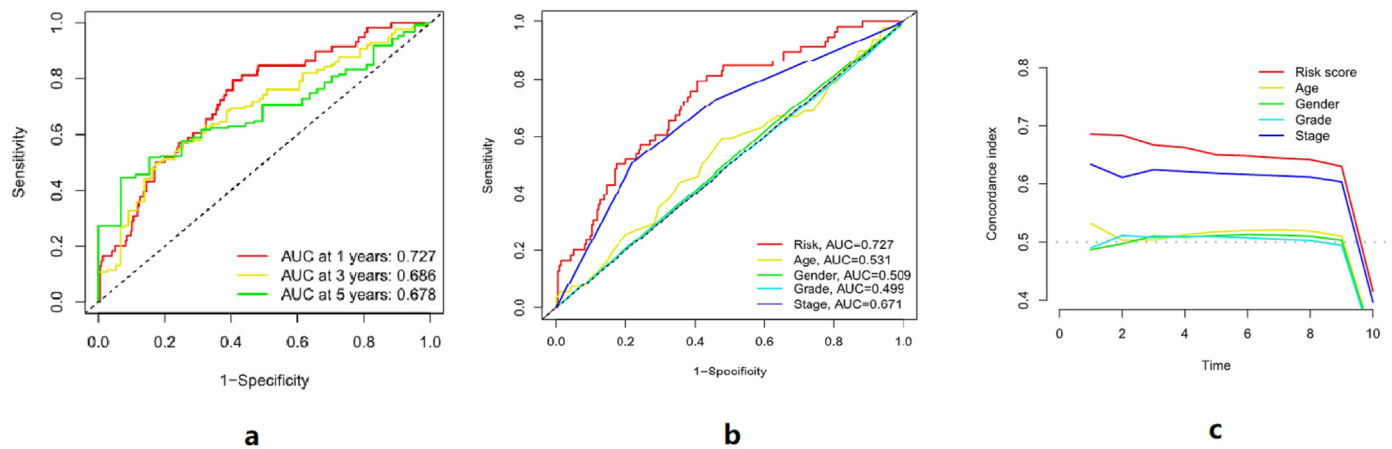 1.0
0.8
0.6
0.4
0.2
0.0
Sensitivity
AUC at 1 years: 0.727
AUC at 3 years: 0.686
AUC at 5 years: 0.678
0.0 0.2 0.4 0.6 0.8 1.0
1−Specificity
a
1.0
0.8
0.6
0.4
0.2
0.0
Sensitivity
Risk, AUC=0.727
Age, AUC=0.531
Gender, AUC=0.509
Grade, AUC=0.499
Stage, AUC=0.671
0.0 0.2 0.4 0.6 0.8 1.0
1−Specificity
b
0.8
0.7
0.6
0.5
0.4
Concordance index
Risk score
Age
Gender
Grade
Stage
0 2 4 6 8 10
Time
c